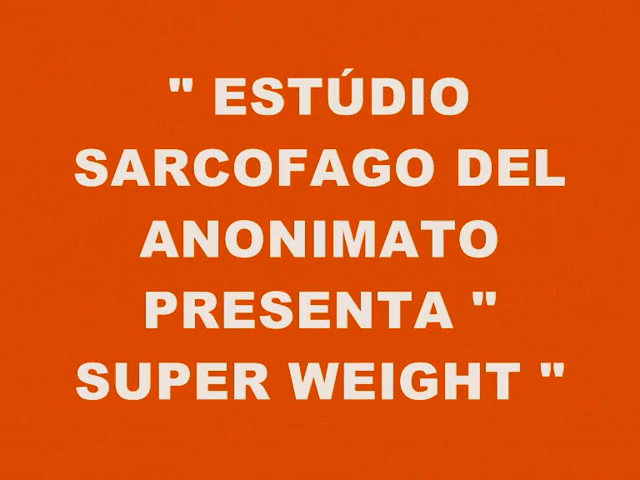 " ESTÚDIO
SARCOFAGO DEL
ANONIMATO
PRESENTA "
SUPER WEIGHT "